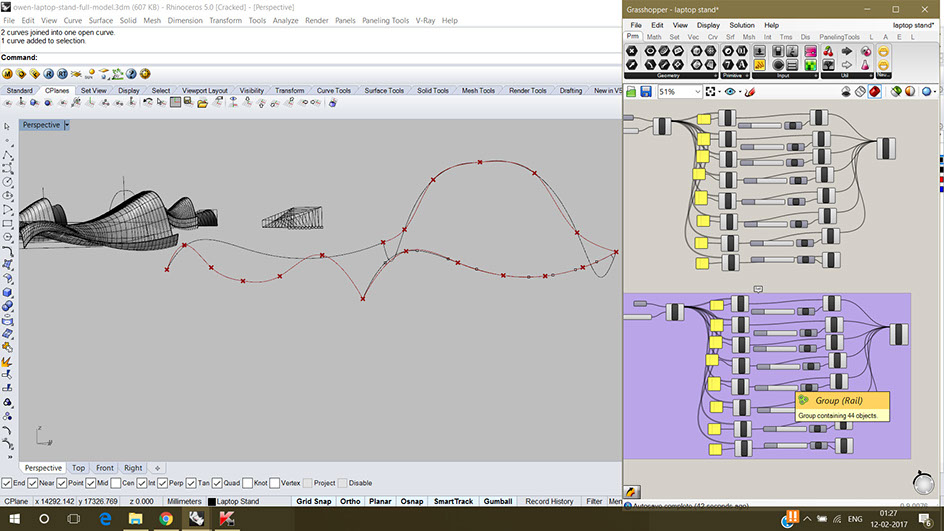 owen-laptop-stand-full-model.3dm (607 KB) - Rhinoceros 5.0 [Cracked] - [Perspective]
File Edit View Curve Surface Solid Mesh Dimension Transform Tools Analyze Render Panels Paneling Tools V-Ray Help
2 curves joined into one open curve.
1 curve added to selection.
Command:
Standard CPlanes Set View Display Select Viewport Layout Visibility Transform Curve Tools Surface Tools Solid Tools Mesh Tools Render Tools Drafting New in V5
Perspective
z
Perspective Top Front Right
End Near Point Mid Cen Int Perp Tan Quad Knot Vertex Project Disable
CPlane x 14292.142 y 17326.769 z 0.000 Millimeters Laptop Stand Grid Snap Ortho Planar Osnap SmartTrack Gumball Record History Filter
Grasshopper - laptop stand*
File Edit View Display Solution Help laptop stand*
Prm Math Set Vec Crv Srf Msh Int Trns Dis PanelingTools L A E L
Geometry Primitive Input Util
51%
Group (Rail)
Group containing 44 objects.
Autosave complete (42 seconds ago)
ENG
01:27
12-02-2017